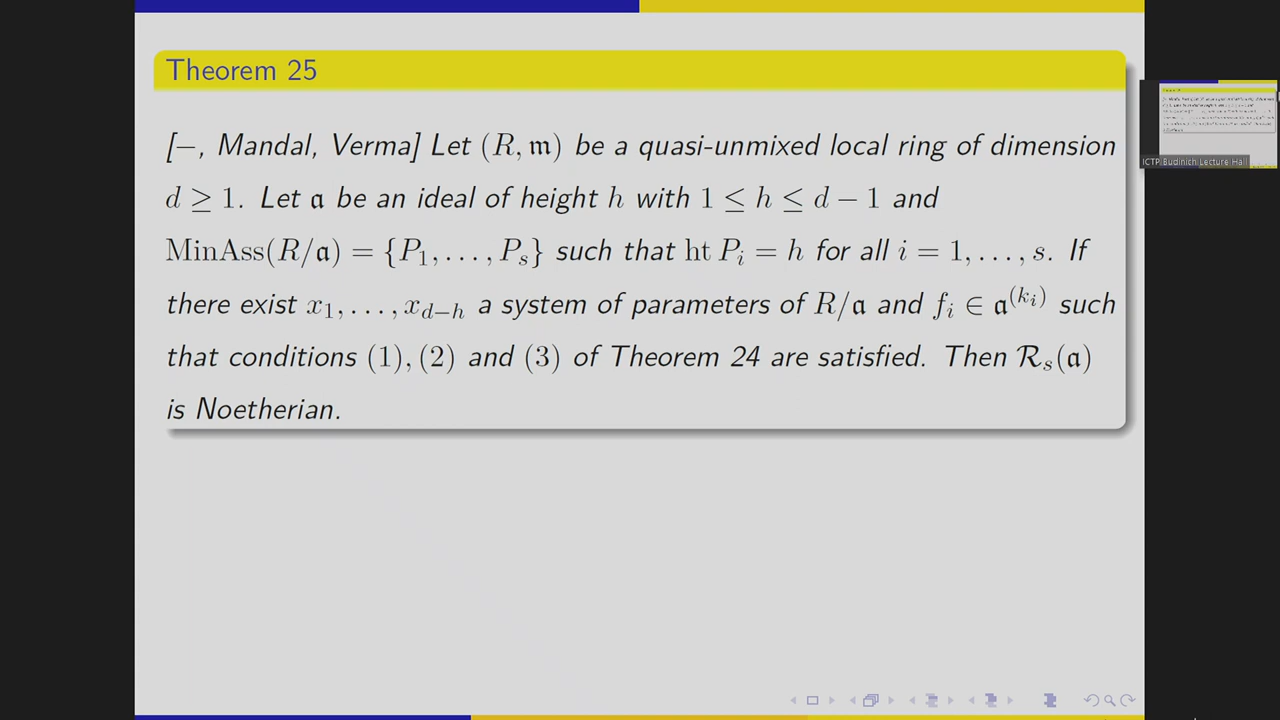 Theorem 25
[−, Mandal, Verma] Let (R, 𝔪) be a quasi-unmixed local ring of dimension
d ≥ 1. Let 𝔞 be an ideal of height h with 1 ≤ h ≤ d − 1 and
MinAss(R/𝔞) = {P₁, . . . , Pₛ} such that ht Pᵢ = h for all i = 1, . . . , s. If
there exist x₁, . . . , x_{d−h} a system of parameters of R/𝔞 and fᵢ ∈ 𝔞^{(kᵢ)} such
that conditions (1), (2) and (3) of Theorem 24 are satisfied. Then ℛₛ(𝔞)
is Noetherian.
ICTP Budinich Lecture Hall